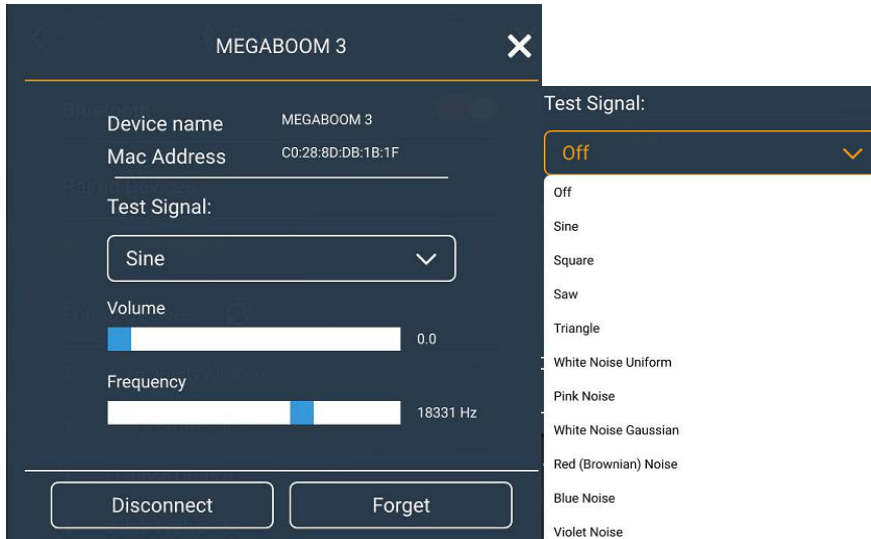 MEGABOOM 3
Device name MEGABOOM 3
Mac Address C0:28:8D:DB:1B:1F
Test Signal:
Sine
Volume
0.0
Frequency
18331 Hz
Disconnect Forget
Test Signal:
Off
Off
Sine
Square
Saw
Triangle
White Noise Uniform
Pink Noise
White Noise Gaussian
Red (Brownian) Noise
Blue Noise
Violet Noise